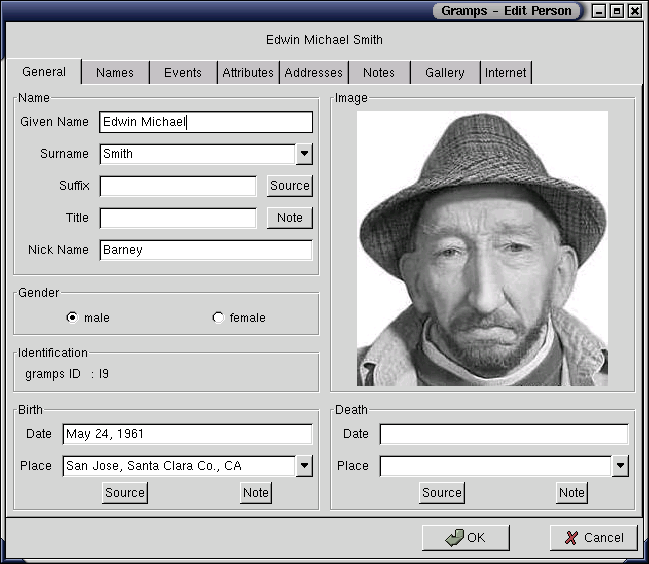 Gramps - Edit Person
Edwin Michael Smith
General Names Events Attributes Addresses Notes Gallery Internet
Name
Given Name Edwin Michael
Surname Smith
Suffix Source
Title Note
Nick Name Barney
Gender
male female
Identification
gramps ID : I9
Image
Birth
Date May 24, 1961
Place San Jose, Santa Clara Co., CA
Source Note
Death
Date
Place
Source Note
OK Cancel